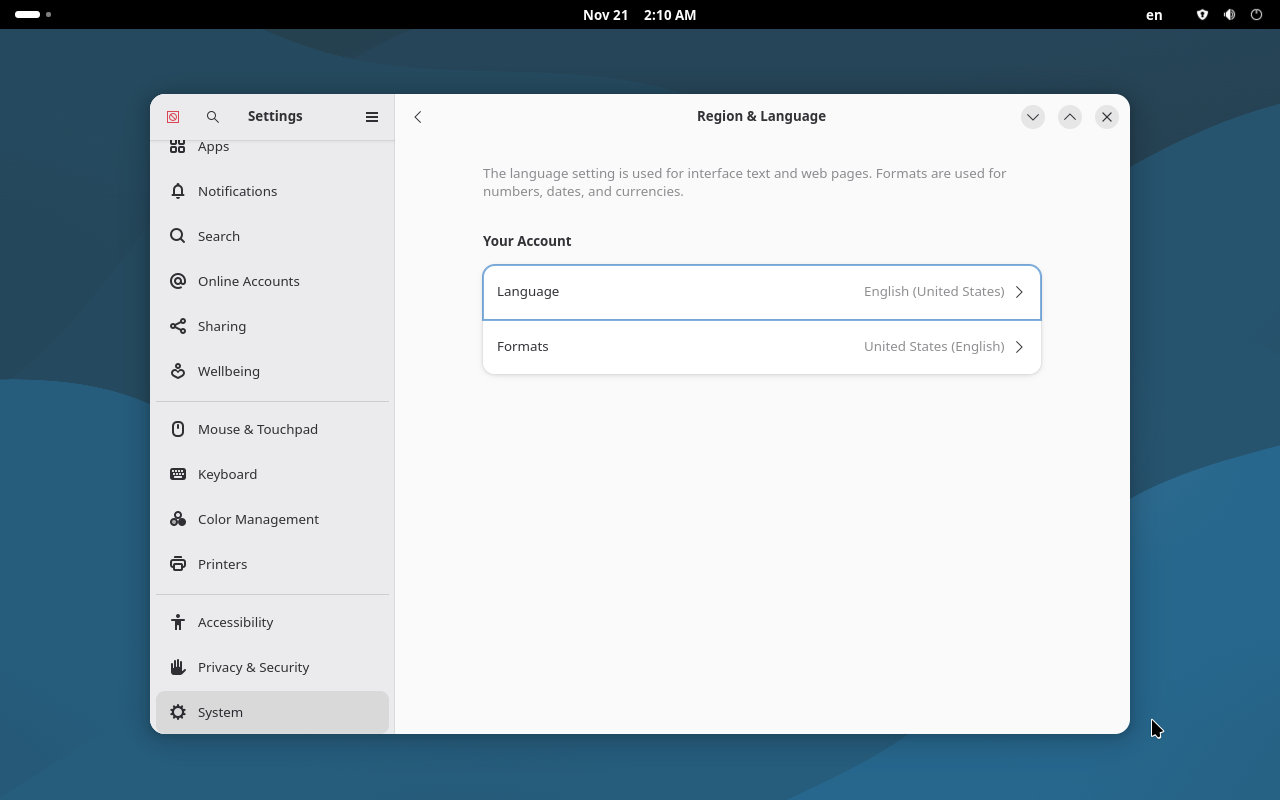 Nov 21 2:10 AM
en
Settings
Apps
Notifications
Search
Online Accounts
Sharing
Wellbeing
Mouse & Touchpad
Keyboard
Color Management
Printers
Accessibility
Privacy & Security
System
Region & Language
The language setting is used for interface text and web pages. Formats are used for
numbers, dates, and currencies.
Your Account
Language English (United States)
Formats United States (English)